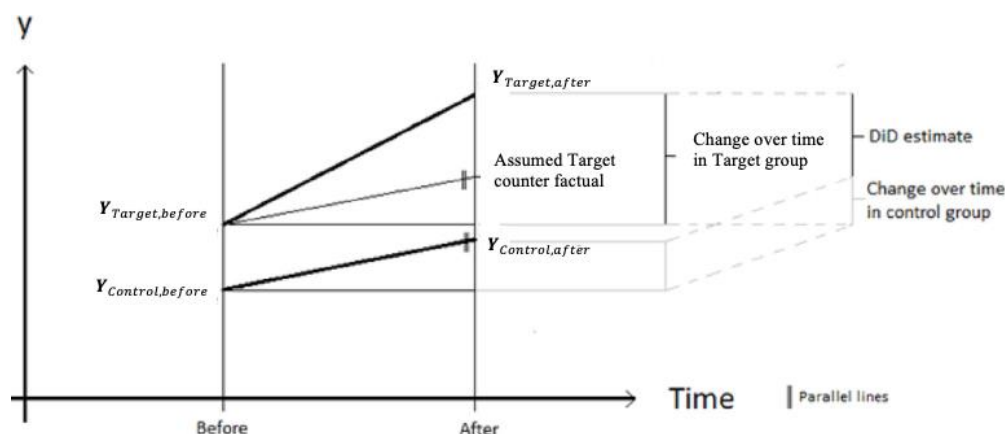 y
Y_Target,after
Change over time
in Target group
DiD estimate
Assumed Target
counter factual
Change over time
in control group
Y_Target,before
Y_Control,after
Y_Control,before
Time
Parallel lines
Before
After